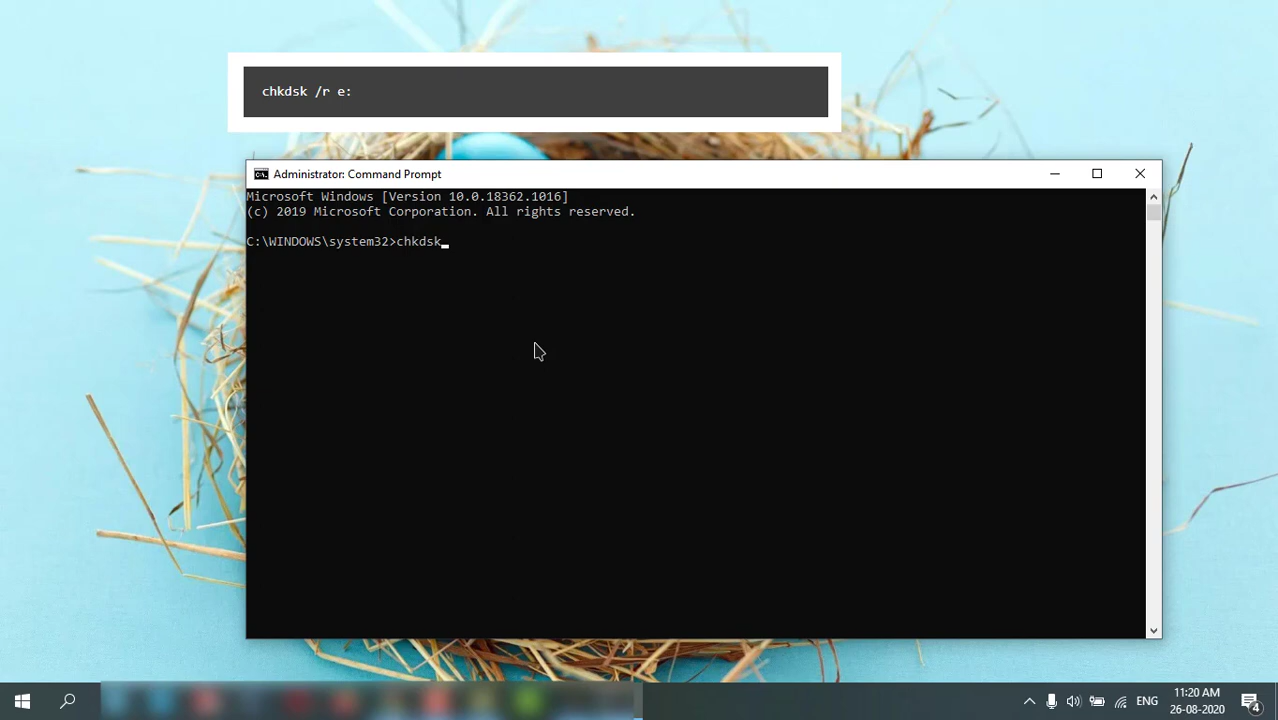 chkdsk /r e:
Administrator: Command Prompt
Microsoft Windows [Version 10.0.18362.1016]
(c) 2019 Microsoft Corporation. All rights reserved.
C:\WINDOWS\system32>chkdsk
ENG
11:20 AM
26-08-2020
4